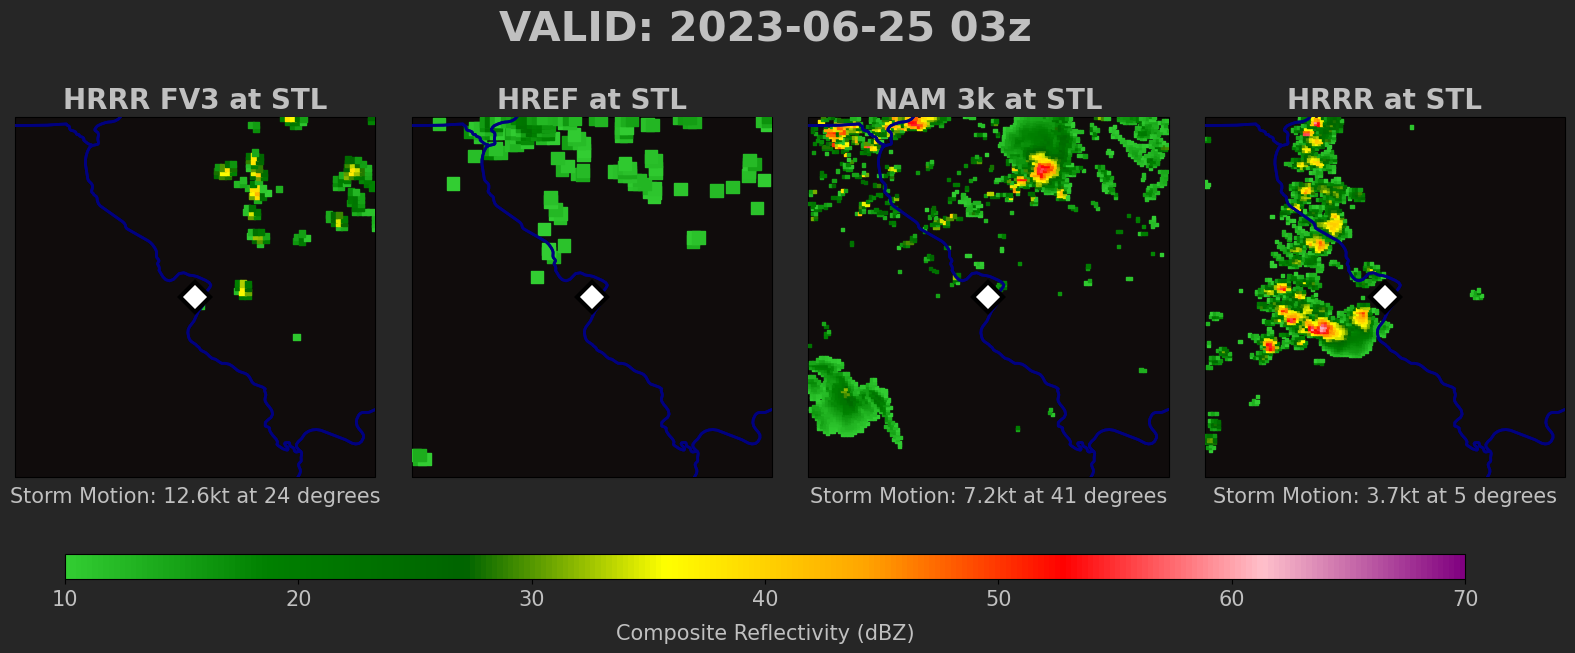 VALID: 2023-06-25 03z
HRRR FV3 at STL
HREF at STL
NAM 3k at STL
HRRR at STL
Storm Motion: 12.6kt at 24 degrees
Storm Motion: 7.2kt at 41 degrees
Storm Motion: 3.7kt at 5 degrees
10 20 30 40 50 60 70
Composite Reflectivity (dBZ)